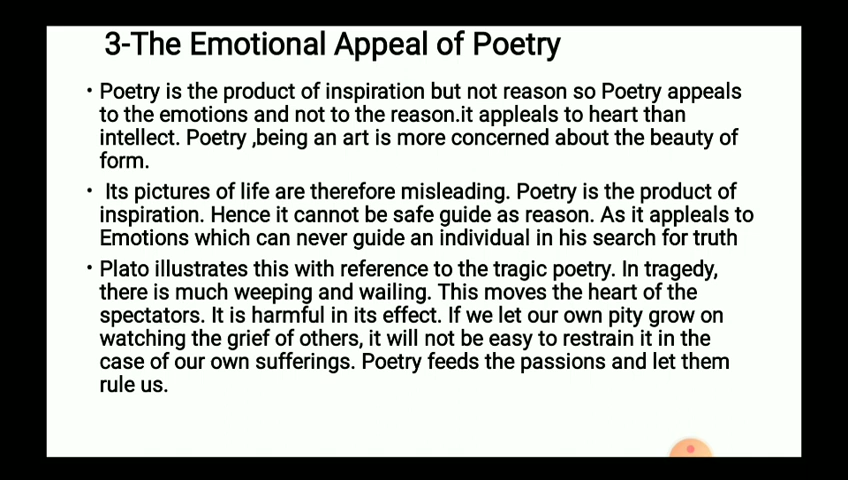 3-The Emotional Appeal of Poetry
• Poetry is the product of inspiration but not reason so Poetry appeals
to the emotions and not to the reason.it appleals to heart than
intellect. Poetry ,being an art is more concerned about the beauty of
form.
• Its pictures of life are therefore misleading. Poetry is the product of
inspiration. Hence it cannot be safe guide as reason. As it appleals to
Emotions which can never guide an individual in his search for truth
• Plato illustrates this with reference to the tragic poetry. In tragedy,
there is much weeping and wailing. This moves the heart of the
spectators. It is harmful in its effect. If we let our own pity grow on
watching the grief of others, it will not be easy to restrain it in the
case of our own sufferings. Poetry feeds the passions and let them
rule us.